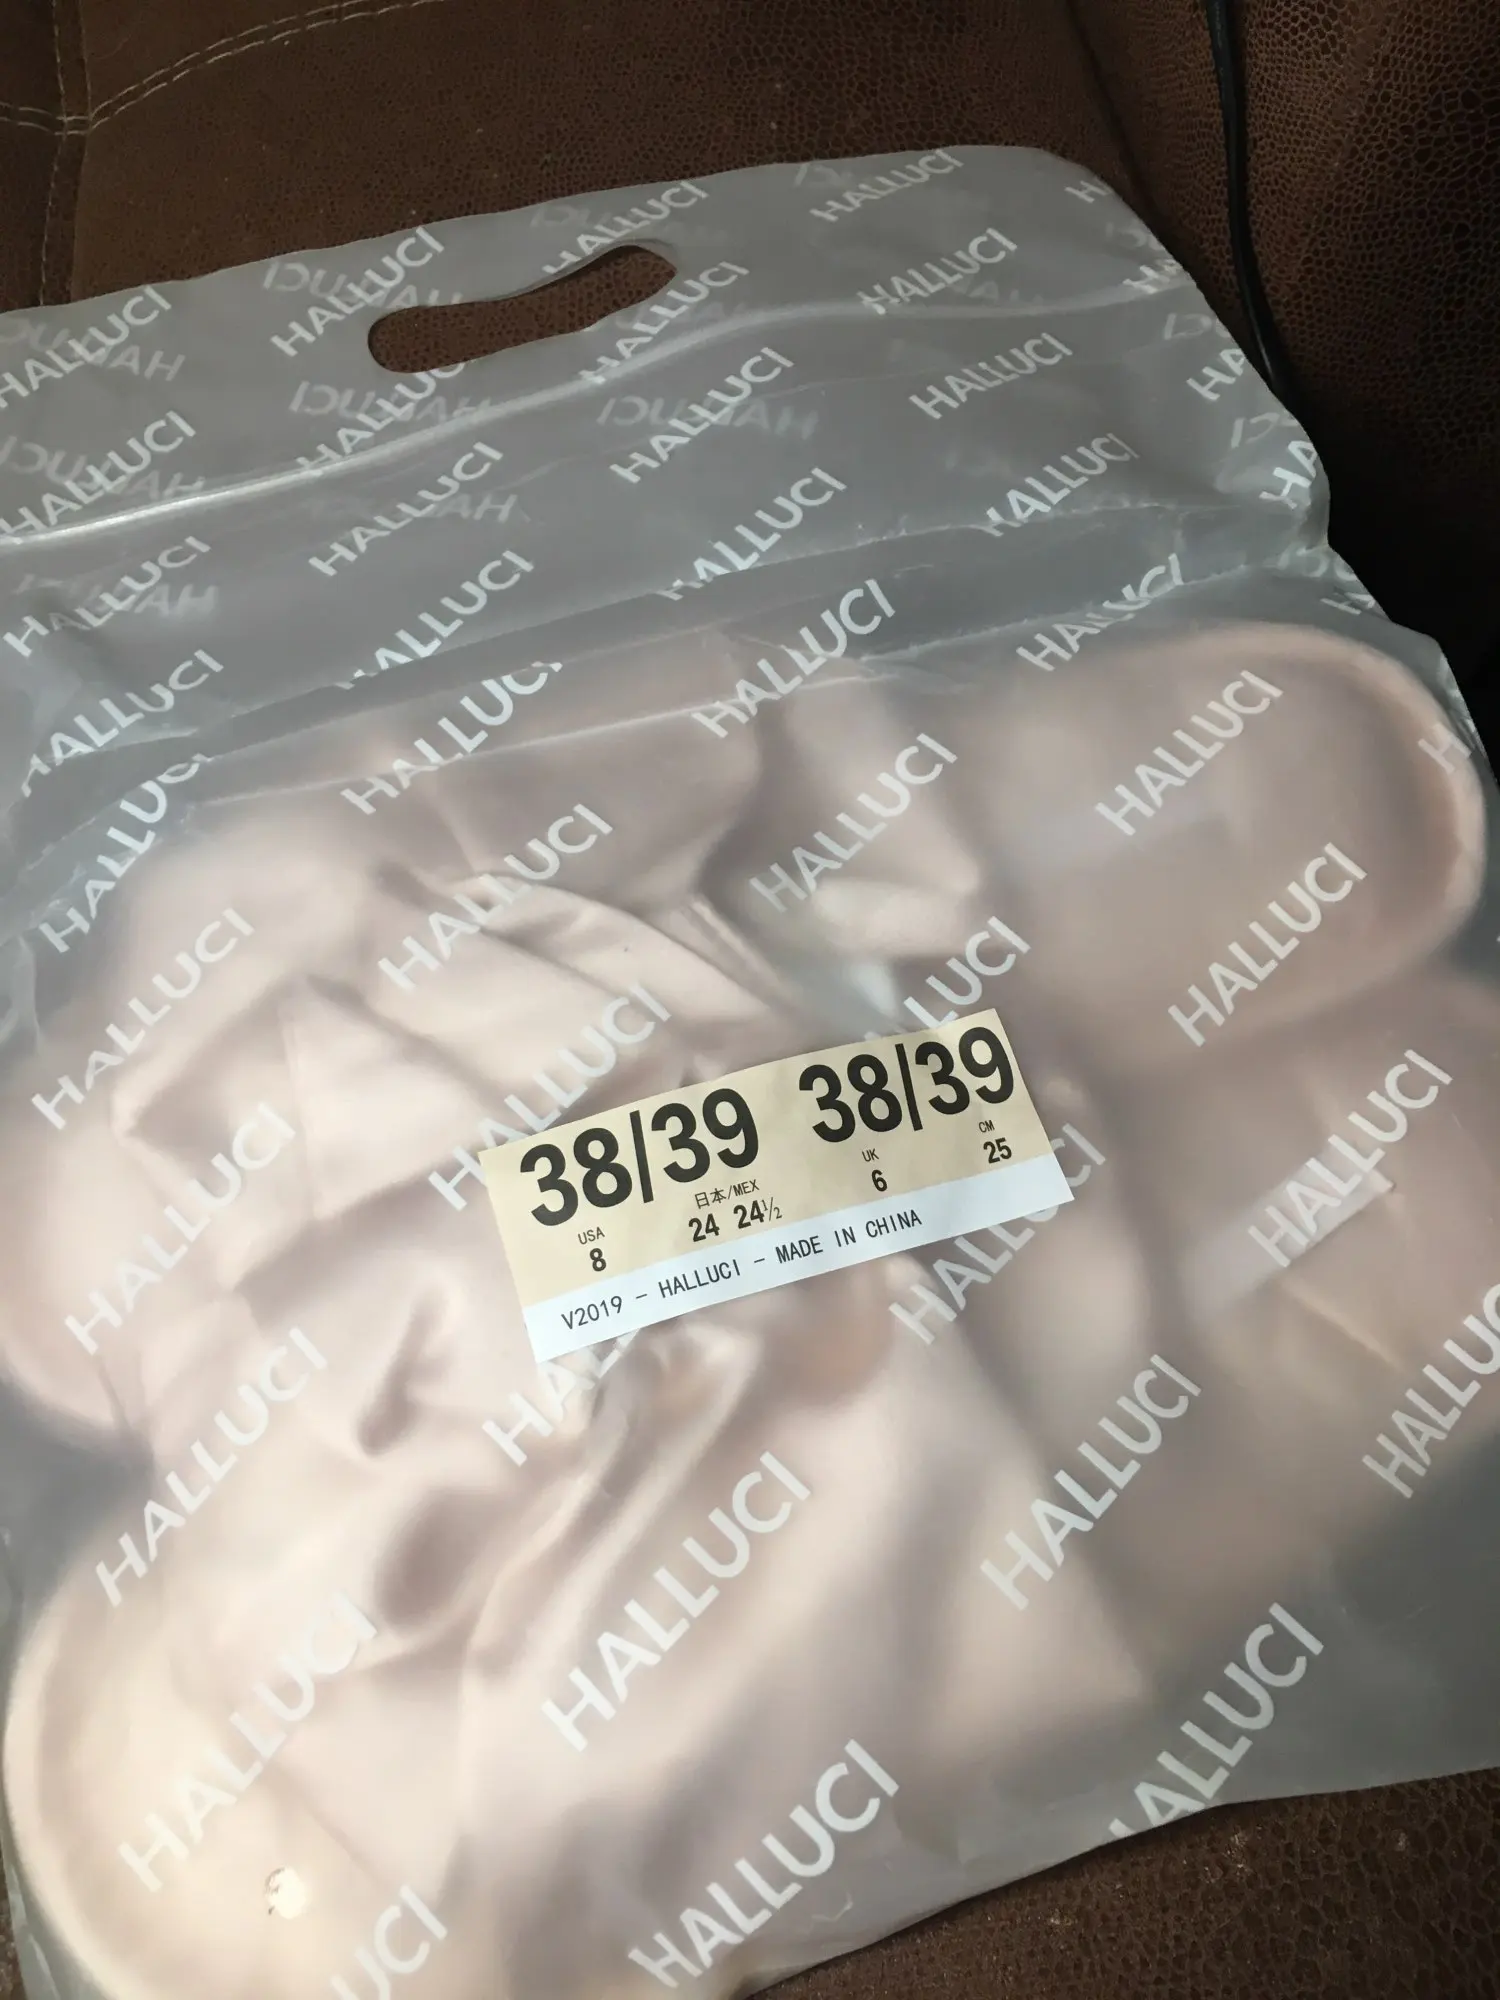 HALLUCI
38/39 38/39
USA 日本/MEX UK CM
8 24 24½ 6 25
V2019 - HALLUCI - MADE IN CHINA